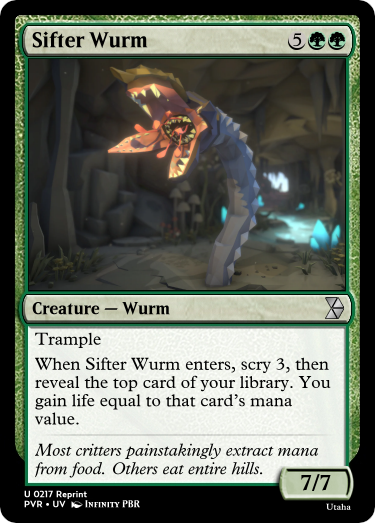 Sifter Wurm 5
Creature — Wurm
Trample
When Sifter Wurm enters, scry 3, then
reveal the top card of your library. You
gain life equal to that card's mana
value.
Most critters painstakingly extract mana
from food. Others eat entire hills.
7/7
U 0217 Reprint
PVR • UV Infinity PBR
Utaha